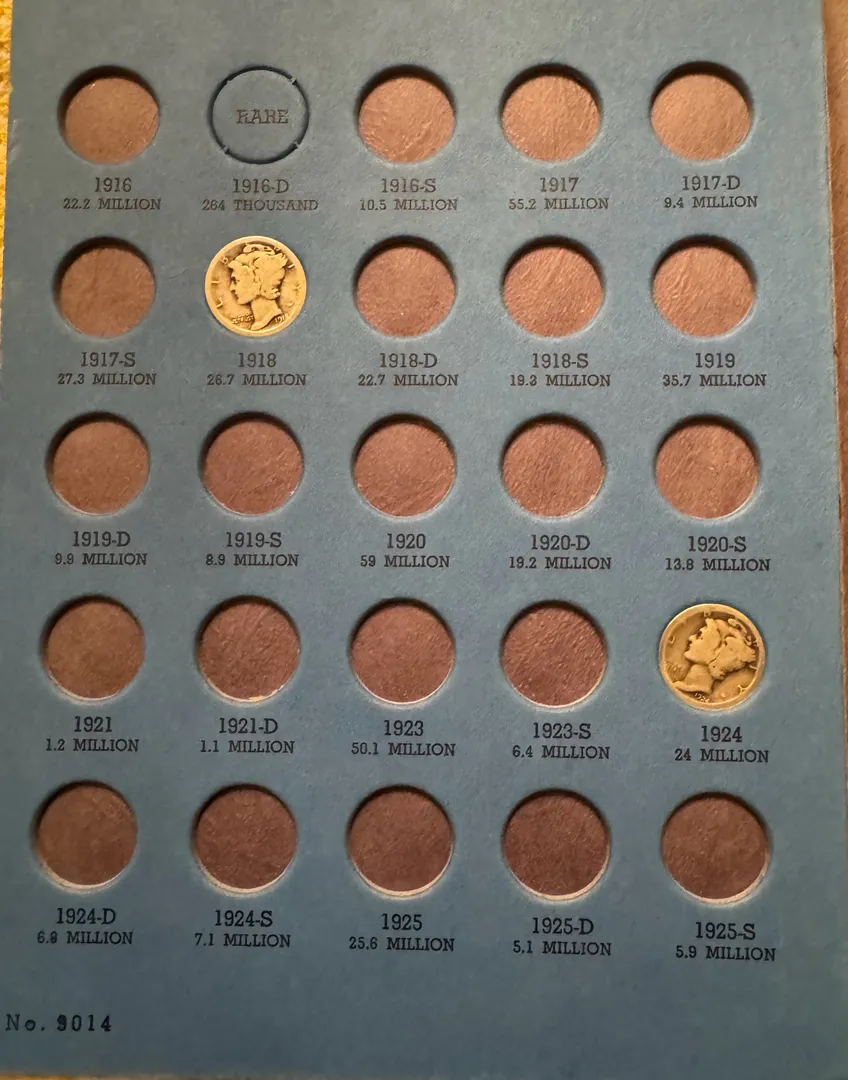 RARE
1916 1916-D 1916-S 1917 1917-D
22.2 MILLION 264 THOUSAND 10.5 MILLION 55.2 MILLION 9.4 MILLION
1917-S 1918 1918-D 1918-S 1919
27.3 MILLION 26.7 MILLION 22.7 MILLION 19.3 MILLION 35.7 MILLION
1919-D 1919-S 1920 1920-D 1920-S
9.9 MILLION 8.9 MILLION 59 MILLION 19.2 MILLION 13.8 MILLION
1921 1921-D 1923 1923-S 1924
1.2 MILLION 1.1 MILLION 50.1 MILLION 6.4 MILLION 24 MILLION
1924-D 1924-S 1925 1925-D 1925-S
6.8 MILLION 7.1 MILLION 25.6 MILLION 5.1 MILLION 5.9 MILLION
No. 9014